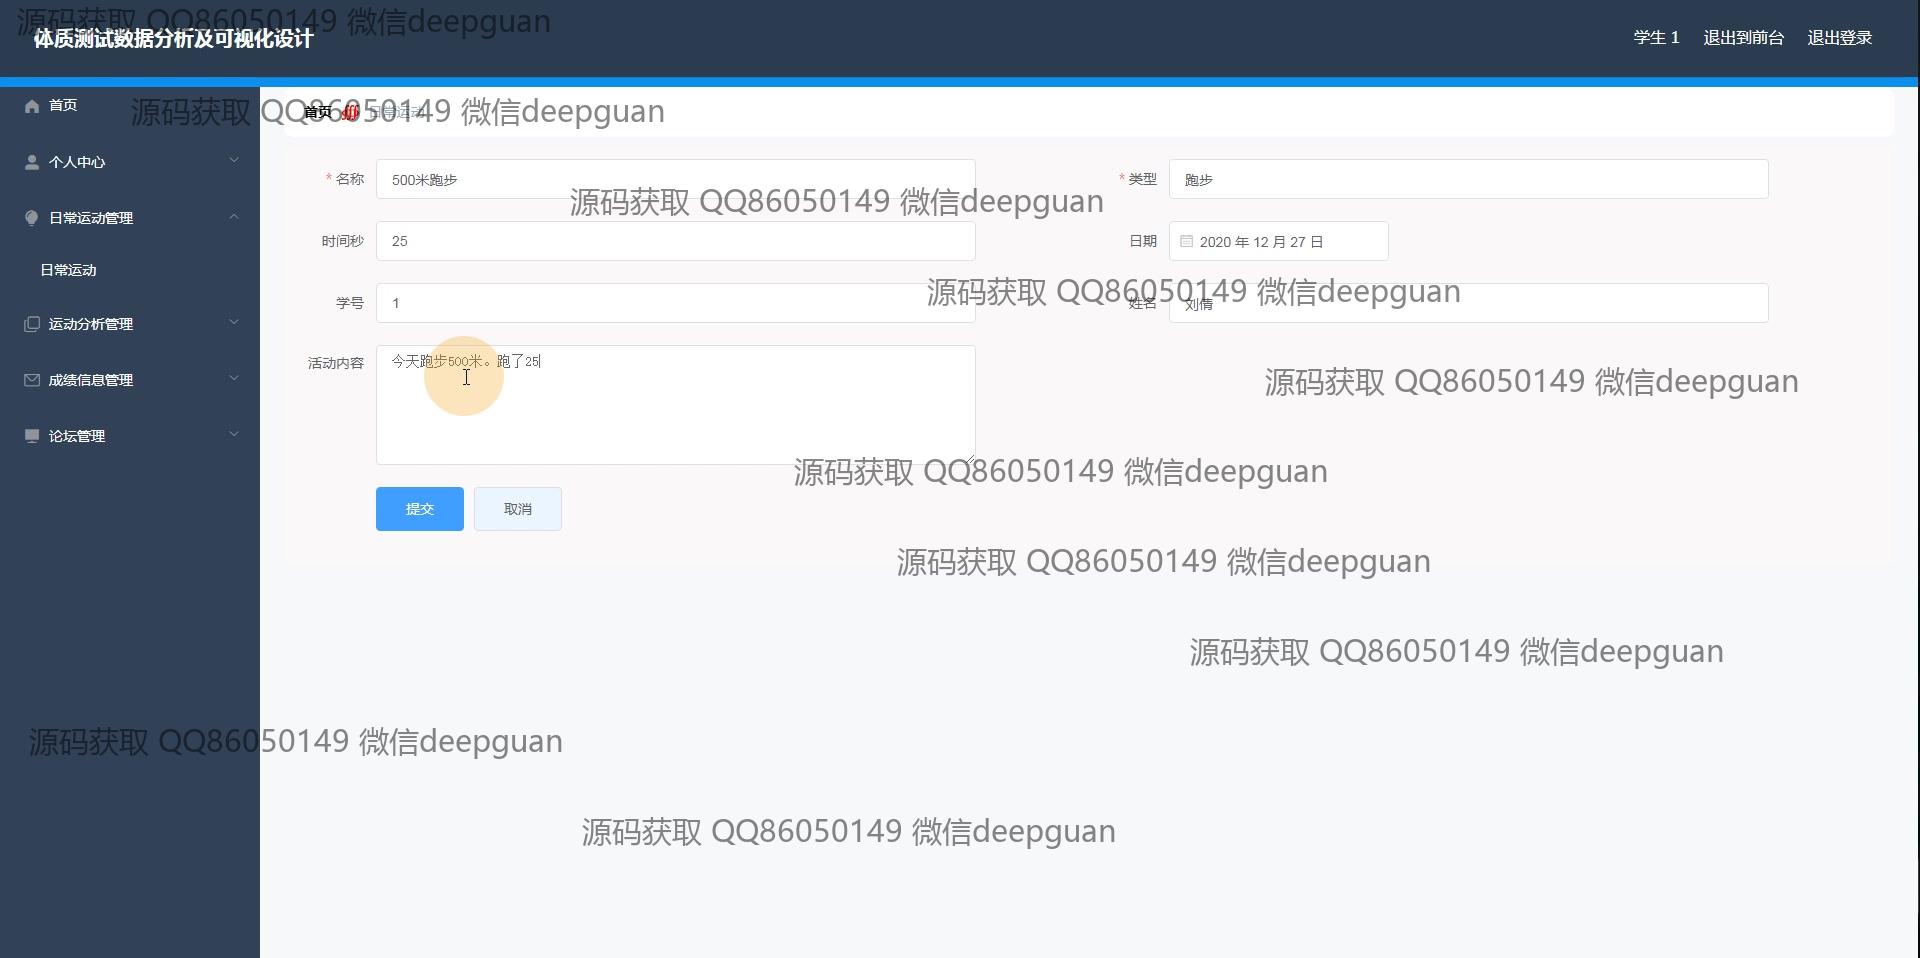 源码获取 QQ86050149 微信deepguan
体质测试数据分析及可视化设计
学生 1 退出到前台 退出登录
首页
源码获取 QQ86050149 微信deepguan
首页 日常运动
个人中心
* 名称 500米跑步
* 类型 跑步
源码获取 QQ86050149 微信deepguan
日常运动管理
时间秒 25
日期 2020 年 12 月 27 日
日常运动
源码获取 QQ86050149 微信deepguan
学号 1
姓名 刘倩
运动分析管理
活动内容 今天跑步500米。跑了25
成绩信息管理
源码获取 QQ86050149 微信deepguan
论坛管理
源码获取 QQ86050149 微信deepguan
提交 取消
源码获取 QQ86050149 微信deepguan
源码获取 QQ86050149 微信deepguan
源码获取 QQ86050149 微信deepguan
源码获取 QQ86050149 微信deepguan